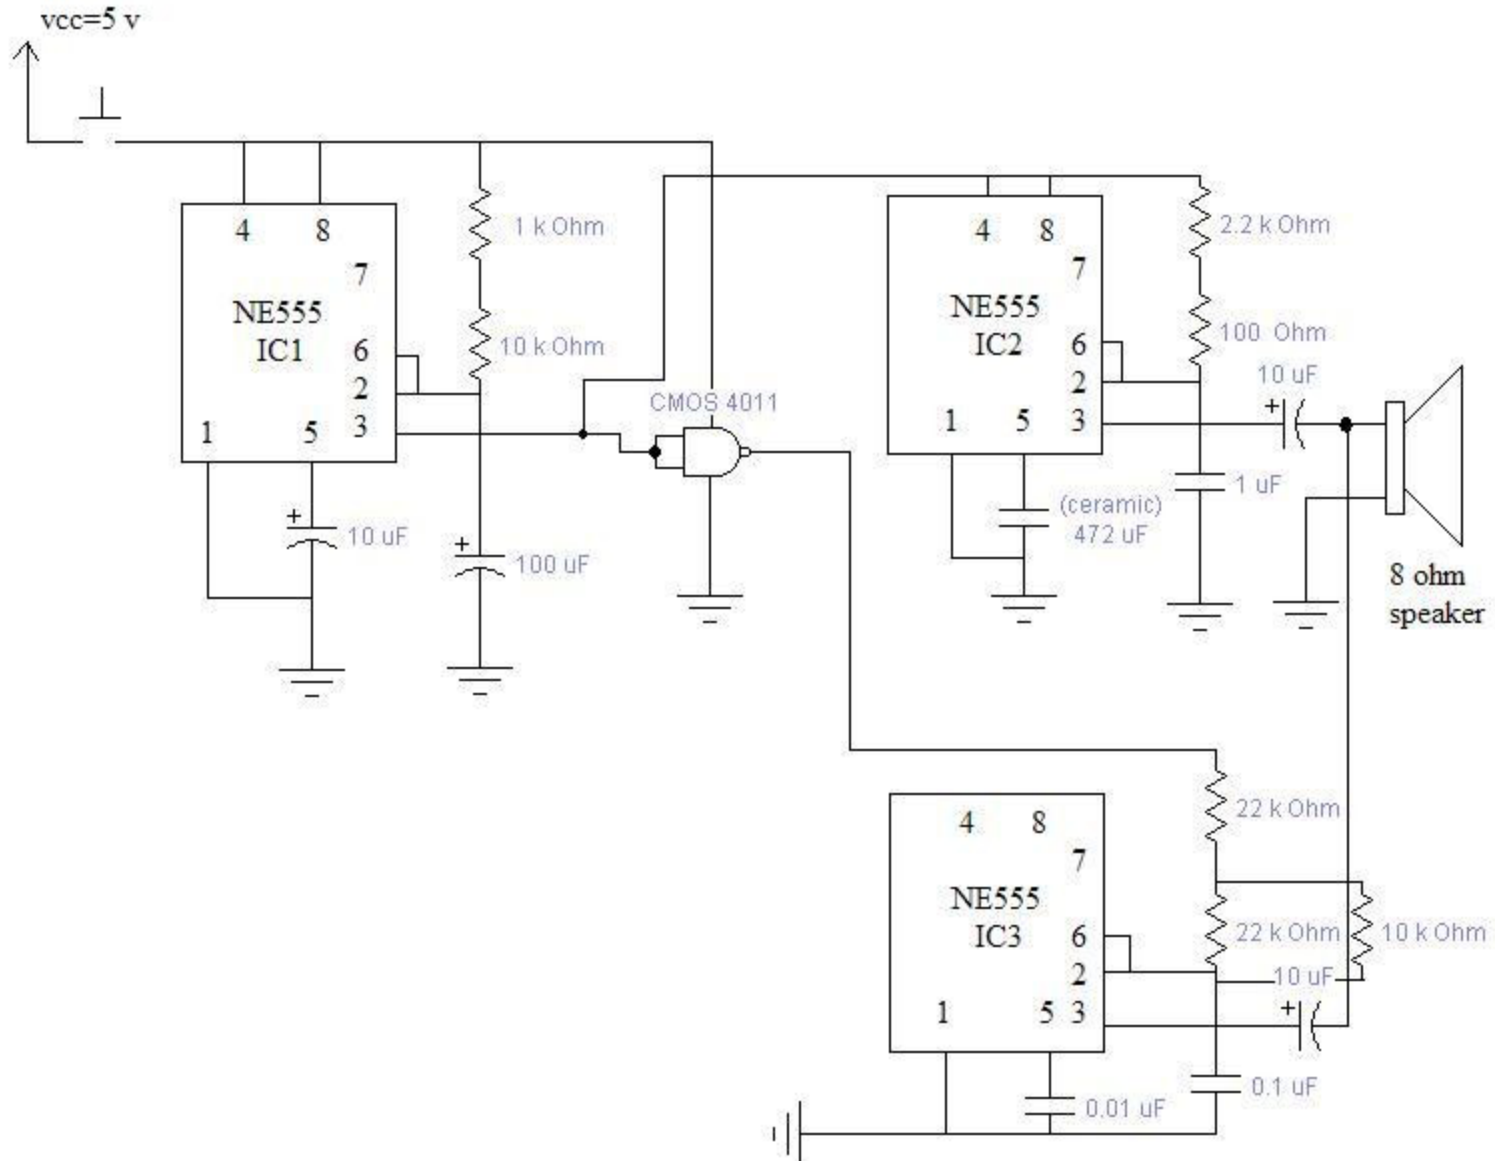 vcc=5 v
4 8
7
NE555
IC1
6
2
3
1 5
1 k Ohm
10 k Ohm
+
10 uF
+
100 uF
CMOS 4011
4 8
7
NE555
IC2
6
2
3
1 5
2.2 k Ohm
100 Ohm
10 uF
+
(ceramic)
472 uF
1 uF
8 ohm
speaker
4 8
7
NE555
IC3
6
2
1 5 3
22 k Ohm
22 k Ohm
10 k Ohm
10 uF
+
0.01 uF
0.1 uF